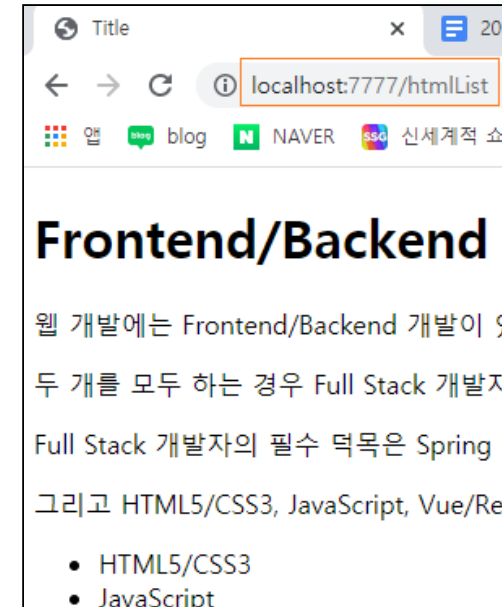 Title
20
localhost:7777/htmlList
앱 blog N NAVER SSG 신세계적 쇼
Frontend/Backend
웹 개발에는 Frontend/Backend 개발이
두 개를 모두 하는 경우 Full Stack 개발자
Full Stack 개발자의 필수 덕목은 Spring
그리고 HTML5/CSS3, JavaScript, Vue/Re
HTML5/CSS3
JavaScript